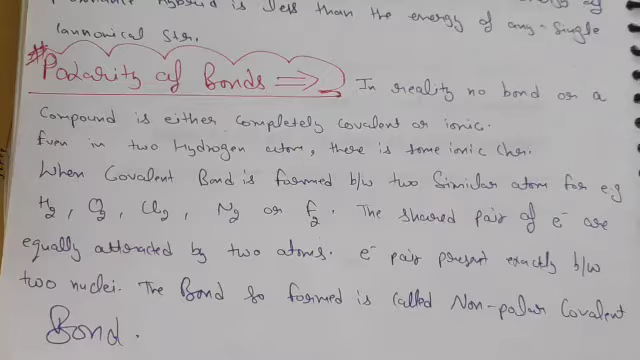 hybrid is less than the energy of any single
Cannonical Str.
# Polarity of Bonds ⇒ In reality no bond or a
Compound is either completely covalent or ionic.
Even in two Hydrogen atom, there is some ionic Chr.
When Covalent Bond is formed b/w two Similar atom for e.g
H₂, O₂, Cl₂, N₂ or F₂. The shared pair of e⁻ are
equally attracted by two atoms. e⁻ pair present exactly b/w
two nuclei. The Bond so formed is called Non-polar Covalent
Bond.